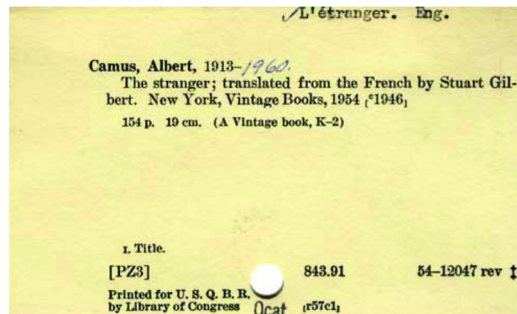 L'étranger. Eng.
Camus, Albert, 1913–1960.
The stranger; translated from the French by Stuart Gil-
bert. New York, Vintage Books, 1954 [ᶜ1946]
154 p. 19 cm. (A Vintage book, K–2)
I. Title.
[PZ3] 843.91 54–12047 rev ‡
Printed for U. S. Q. B. R.
by Library of Congress Ocat [r57c1]